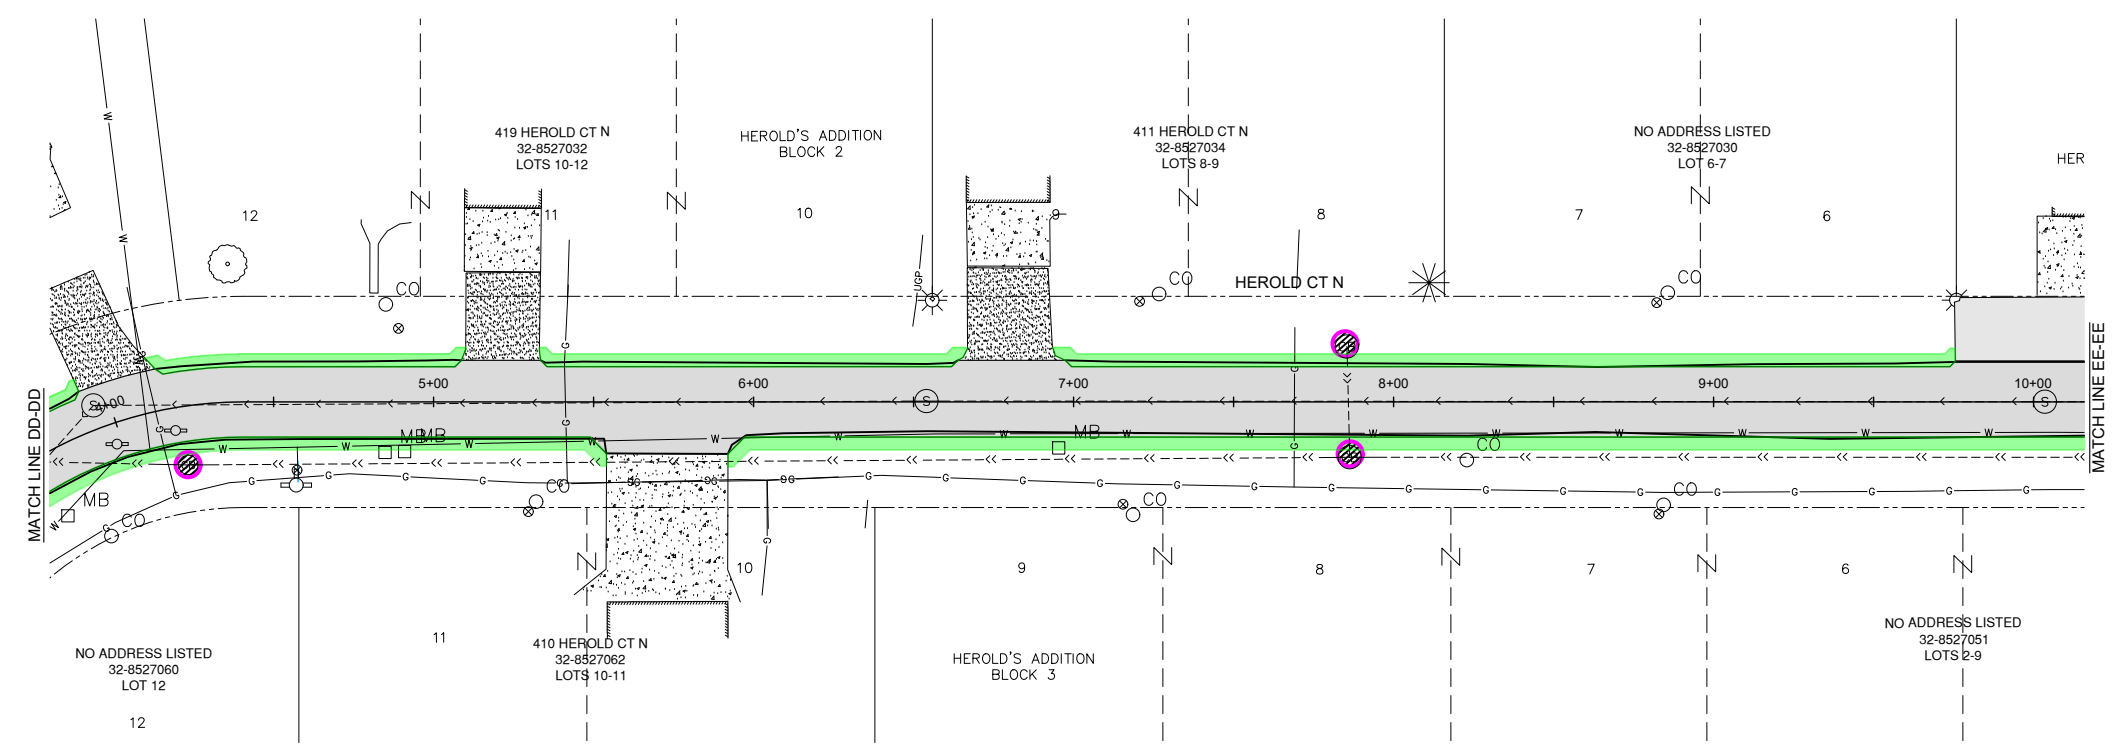 419 HEROLD CT N
32-8527032
LOTS 10-12
HEROLD'S ADDITION
BLOCK 2
411 HEROLD CT N
32-8527034
LOTS 8-9
NO ADDRESS LISTED
32-8527030
LOT 6-7
HER
12
11
10
9
8
7
6
CO
UGP
CO
HEROLD CT N
CO
5+00
6+00
7+00
8+00
9+00
10+00
4+00
S
S
S
MATCH LINE DD-DD
MATCH LINE EE-EE
MB
MB
MB
CO
MB
CO
CO
CO
CO
10
9
8
7
6
11
12
NO ADDRESS LISTED
32-8527060
LOT 12
410 HEROLD CT N
32-8527062
LOTS 10-11
HEROLD'S ADDITION
BLOCK 3
NO ADDRESS LISTED
32-8527051
LOTS 2-9